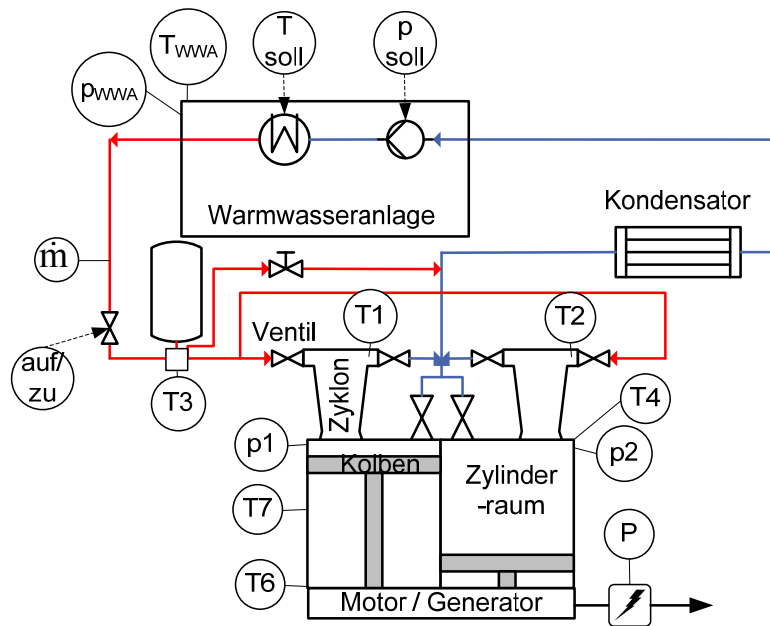 T_WWA
T
soll
p
soll
p_WWA
Warmwasseranlage
Kondensator
ṁ
auf/
zu
T3
Ventil
T1
T2
Zyklon
T4
p1
p2
Kolben
Zylinder
-raum
T7
T6
Motor / Generator
P